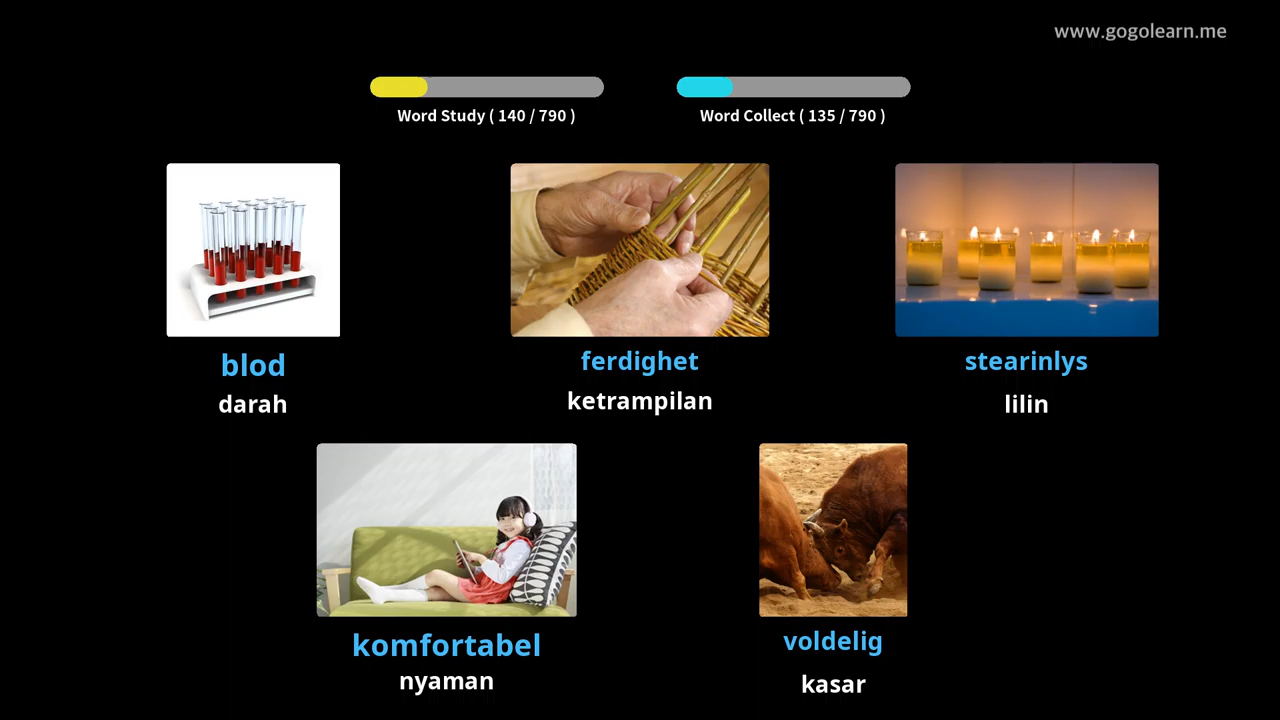 www.gogolearn.me
Word Study ( 140 / 790 )
Word Collect ( 135 / 790 )
blod
darah
ferdighet
ketrampilan
stearinlys
lilin
komfortabel
nyaman
voldelig
kasar